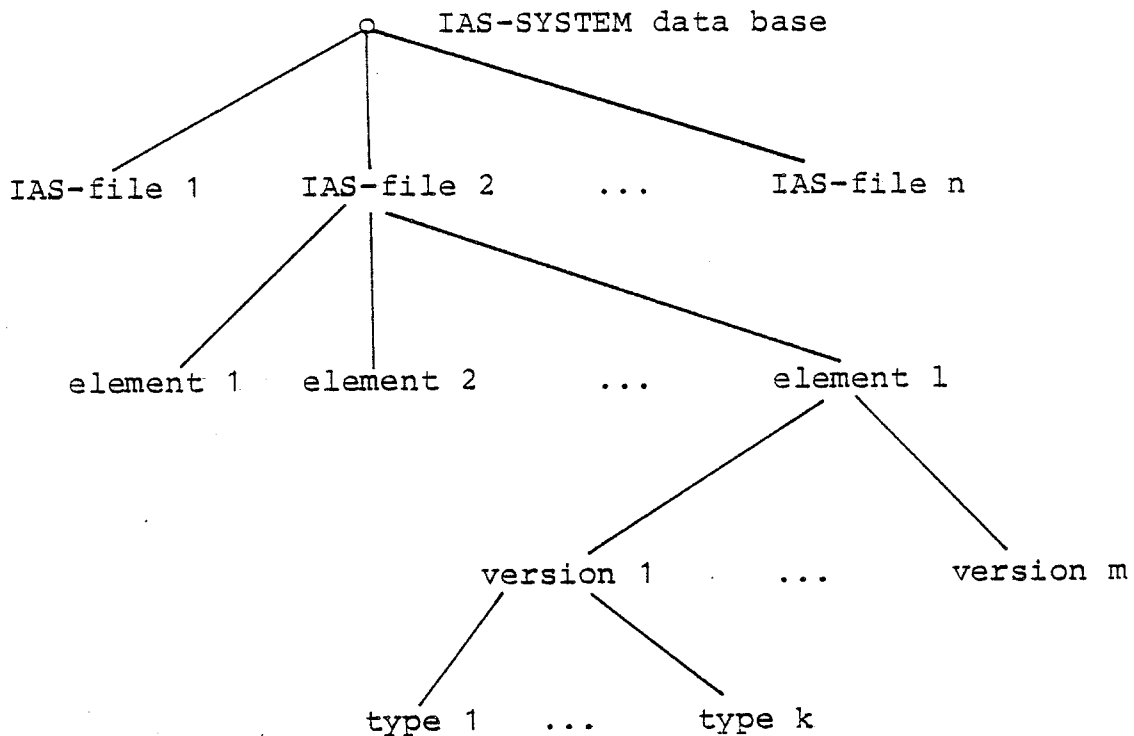 IAS-SYSTEM data base
IAS-file 1 IAS-file 2 ... IAS-file n
element 1 element 2 ... element l
version 1 ... version m
type 1 ... type k